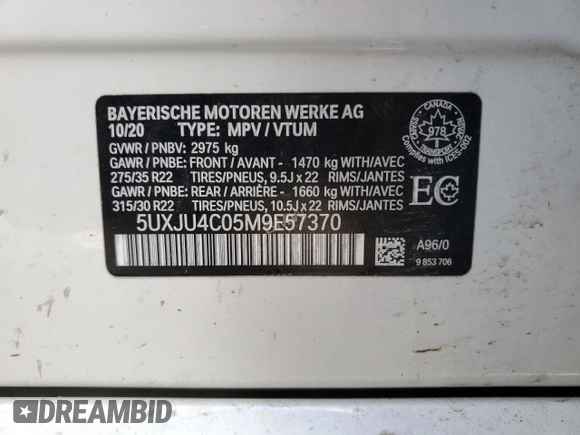 BAYERISCHE MOTOREN WERKE AG
10/20 TYPE: MPV / VTUM
GVWR / PNBV: 2975 kg
GAWR / PNBE: FRONT / AVANT - 1470 kg WITH/AVEC
275/35 R22 TIRES/PNEUS, 9.5J x 22 RIMS/JANTES
GAWR / PNBE: REAR / ARRIÈRE - 1660 kg WITH/AVEC
315/30 R22 TIRES/PNEUS, 10.5J x 22 RIMS/JANTES
5UXJU4C05M9E57370
CANADA
978
TRANSPORT
Complies with/Conforme
ICES-002
EC
A96/0
9 853 706
DREAMBID